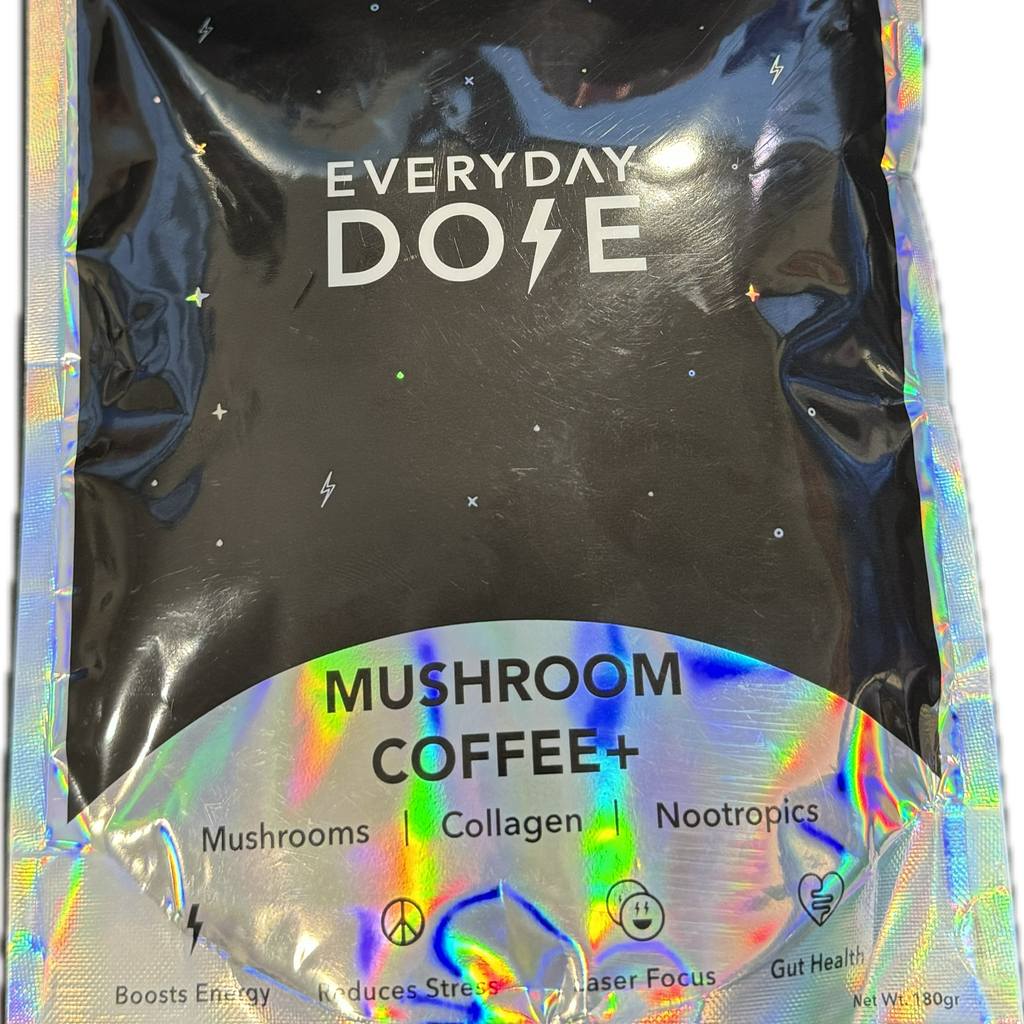 EVERYDAY
DOSE
MUSHROOM
COFFEE+
Mushrooms | Collagen | Nootropics
Boosts Energy Reduces Stress Laser Focus Gut Health
Net Wt. 180gr